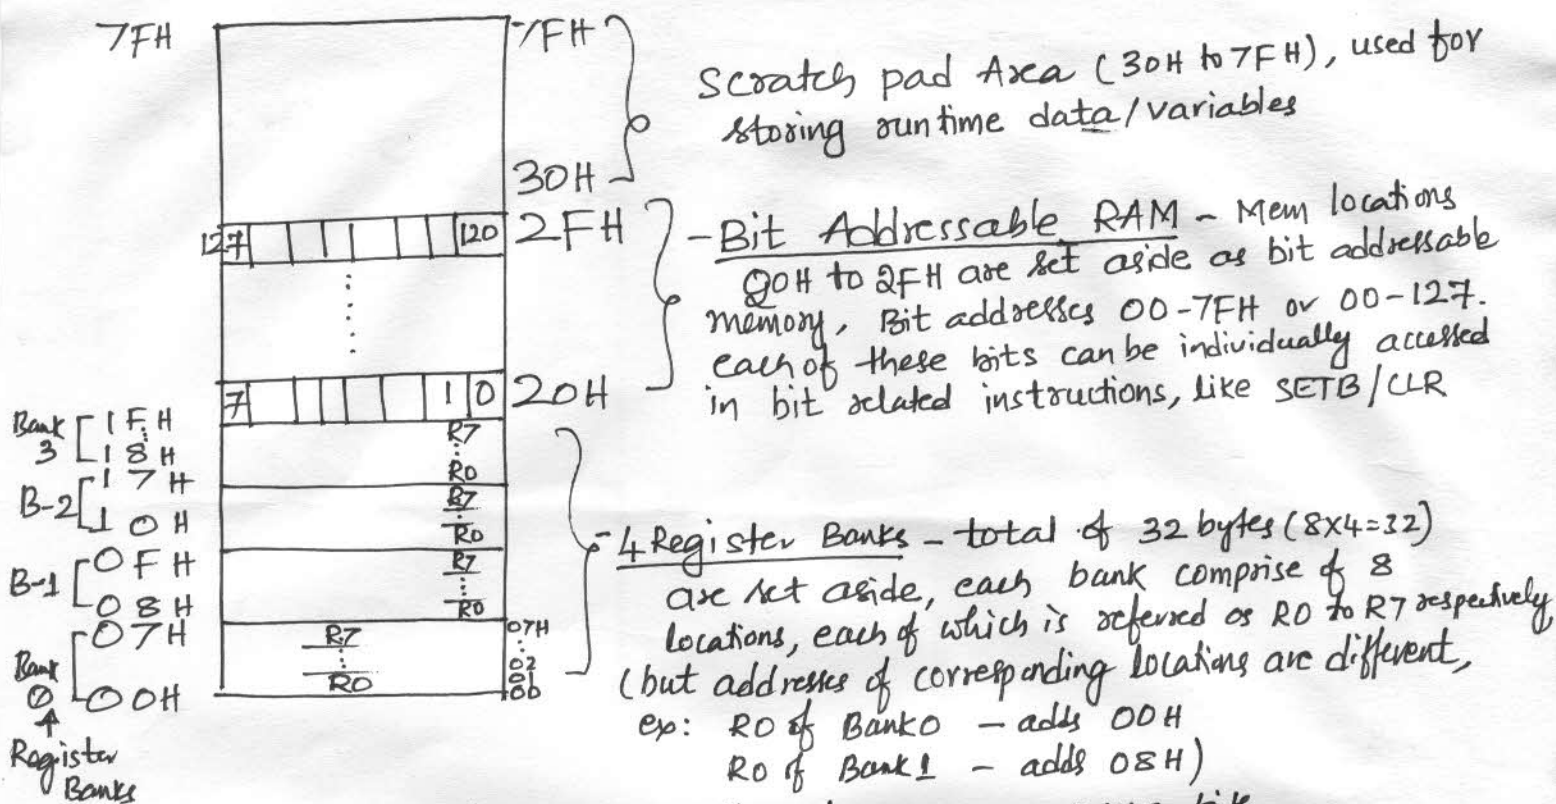 7FH 7FH
Scratch pad Area (30H to 7FH), used for
storing run time data/variables
30H
127 120 2FH
- Bit Addressable RAM - Mem locations
20H to 2FH are set aside as bit addressable
memory, Bit addresses 00-7FH or 00-127.
each of these bits can be individually accessed
in bit related instructions, like SETB/CLR
7 1 0 20H
Bank 3
1FH
18H
R7
R0
B-2
17H
10H
R7
R0
B-1
0FH
08H
R7
R0
Bank 0
07H
00H
R7
R0
07H
02
01
00
Register
Banks
- 4 Register Banks - total of 32 bytes (8x4=32)
are set aside, each bank comprise of 8
locations, each of which is referred as R0 to R7 respectively
(but addresses of corresponding locations are different,
ex: R0 of Bank0 - adds 00H
R0 of Bank1 - adds 08H)